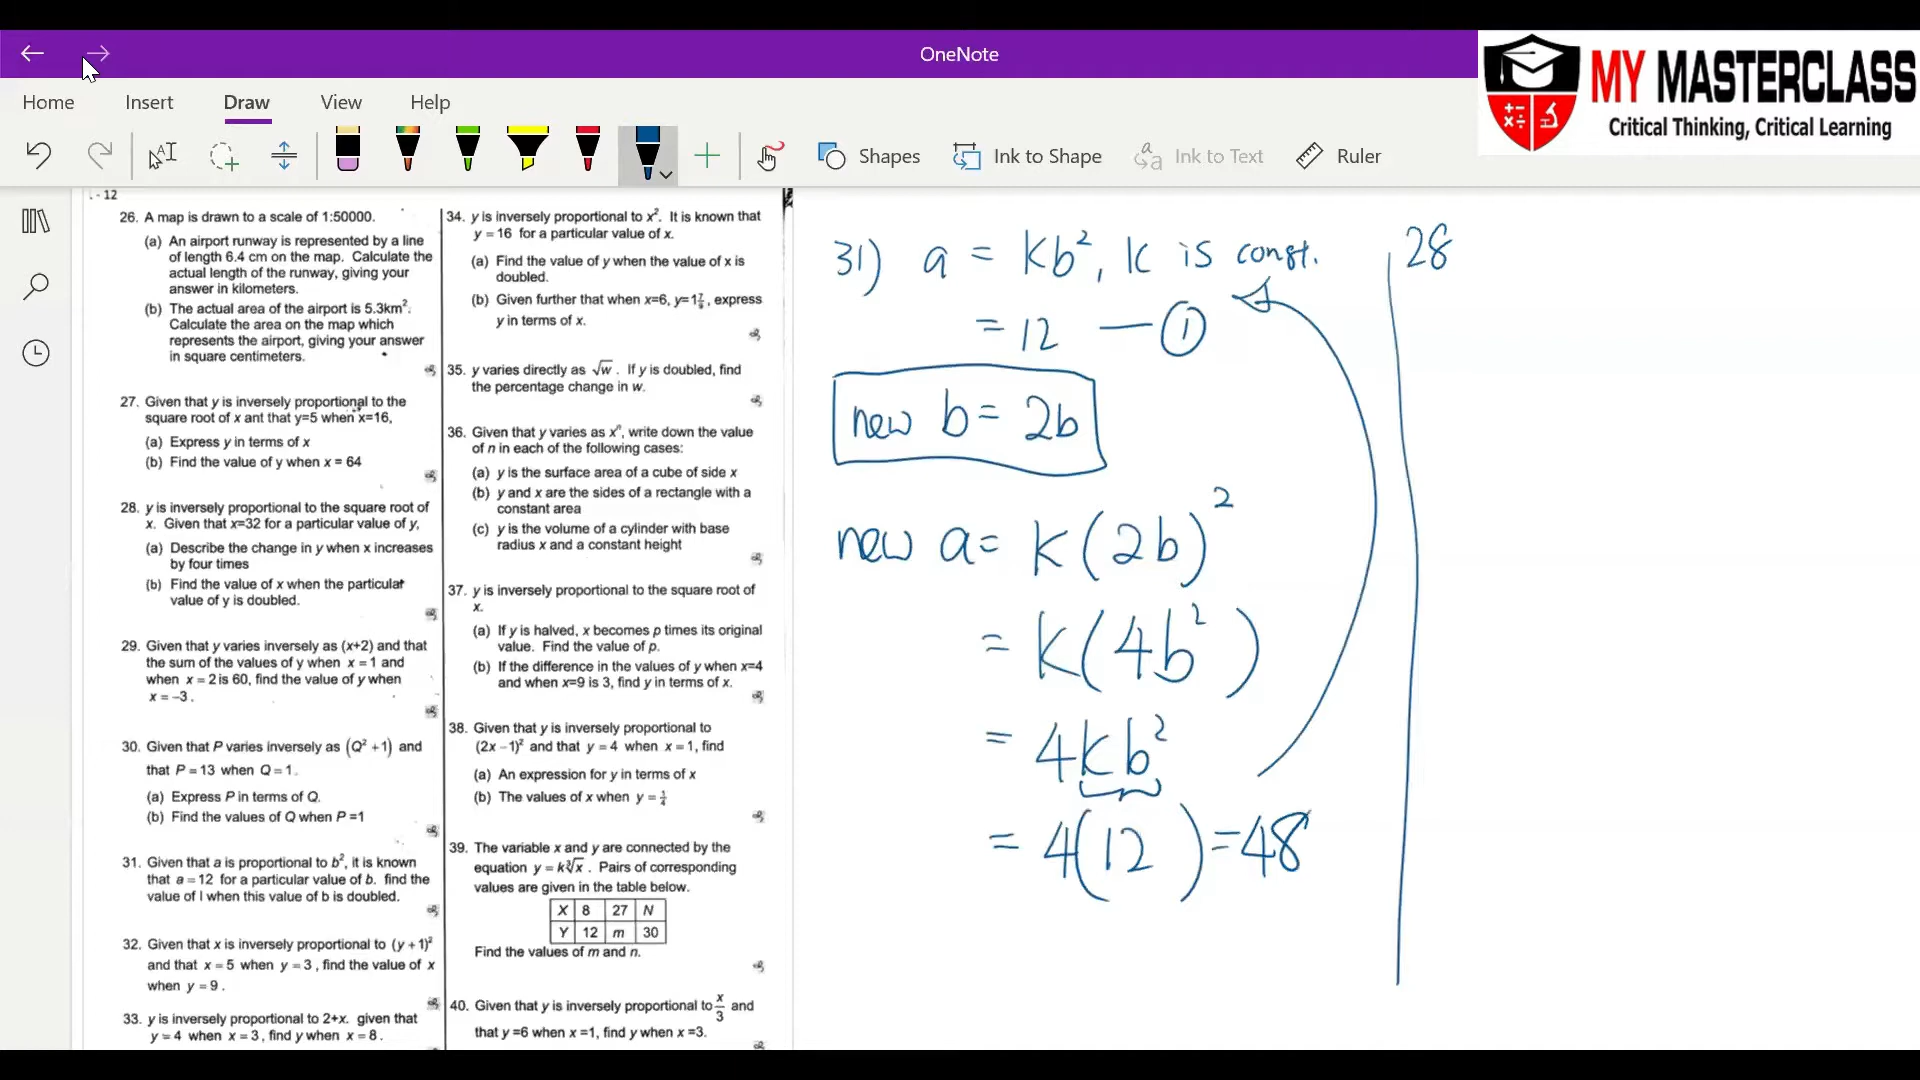 OneNote
MY MASTERCLASS
Critical Thinking, Critical Learning
Home Insert Draw View Help
Shapes Ink to Shape Ink to Text Ruler
- 12
26. A map is drawn to a scale of 1:50000.
(a) An airport runway is represented by a line
of length 6.4 cm on the map. Calculate the
actual length of the runway, giving your
answer in kilometers.
(b) The actual area of the airport is 5.3km².
Calculate the area on the map which
represents the airport, giving your answer
in square centimeters.
27. Given that y is inversely proportional to the
square root of x ant that y=5 when x=16,
(a) Express y in terms of x
(b) Find the value of y when x = 64
28. y is inversely proportional to the square root of
x. Given that x=32 for a particular value of y,
(a) Describe the change in y when x increases
by four times
(b) Find the value of x when the particular
value of y is doubled.
29. Given that y varies inversely as (x+2) and that
the sum of the values of y when x = 1 and
when x = 2 is 60, find the value of y when
x = –3.
30. Given that P varies inversely as (Q² + 1) and
that P = 13 when Q = 1.
(a) Express P in terms of Q.
(b) Find the values of Q when P =1
31. Given that a is proportional to b², it is known
that a = 12 for a particular value of b. find the
value of l when this value of b is doubled.
32. Given that x is inversely proportional to (y + 1)²
and that x = 5 when y = 3, find the value of x
when y = 9.
33. y is inversely proportional to 2+x. given that
y = 4 when x = 3, find y when x = 8.
34. y is inversely proportional to x². It is known that
y = 16 for a particular value of x.
(a) Find the value of y when the value of x is
doubled.
(b) Given further that when x=6, y=1, express
y in terms of x.
35. y varies directly as √w. If y is doubled, find
the percentage change in w.
36. Given that y varies as xⁿ, write down the value
of n in each of the following cases:
(a) y is the surface area of a cube of side x
(b) y and x are the sides of a rectangle with a
constant area
(c) y is the volume of a cylinder with base
radius x and a constant height
37. y is inversely proportional to the square root of
x.
(a) If y is halved, x becomes p times its original
value. Find the value of p.
(b) If the difference in the values of y when x=4
and when x=9 is 3, find y in terms of x.
38. Given that y is inversely proportional to
(2x – 1)² and that y = 4 when x = 1, find
(a) An expression for y in terms of x
(b) The values of x when y = 1/4
39. The variable x and y are connected by the
equation y = k∛x. Pairs of corresponding
values are given in the table below.
X 8 27 N
Y 12 m 30
Find the values of m and n.
40. Given that y is inversely proportional to x/3 and
that y =6 when x =1, find y when x =3.
31) a = kb², k is const.
= 12 — ①
new b = 2b
new a = k(2b)²
= k(4b²)
= 4kb²
= 4(12) = 48
28